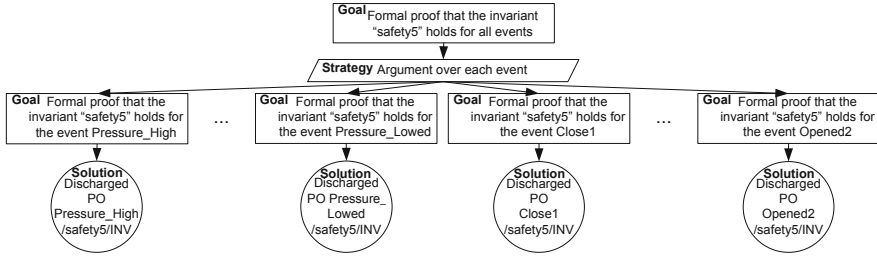 Goal Formal proof that the invariant
"safety5" holds for all events
Strategy Argument over each event
Goal Formal proof that the
invariant "safety5" holds for
the event Pressure_High
...
Goal Formal proof that the
invariant "safety5" holds for
the event Pressure_Lowed
Goal Formal proof that the
invariant "safety5" holds for
the event Close1
...
Goal Formal proof that the
invariant "safety5" holds for
the event Opened2
Solution
Discharged
PO
Pressure_High
/safety5/INV
Solution
Discharged
PO Pressure_
Lowed
/safety5/INV
Solution
Discharged
PO
Close1
/safety5/INV
Solution
Discharged
PO
Opened2
/safety5/INV